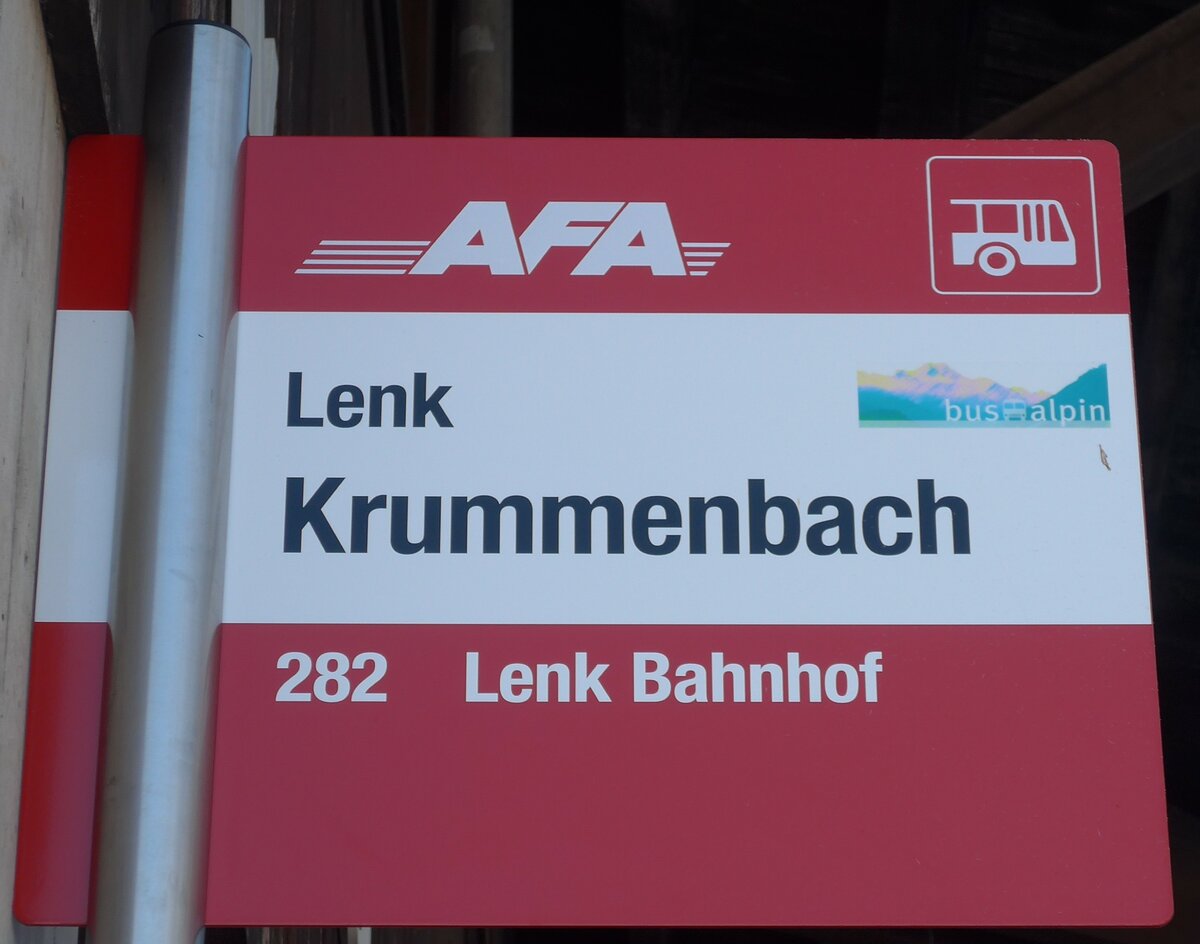 AFA
Lenk
bus alpin
Krummenbach
282 Lenk Bahnhof